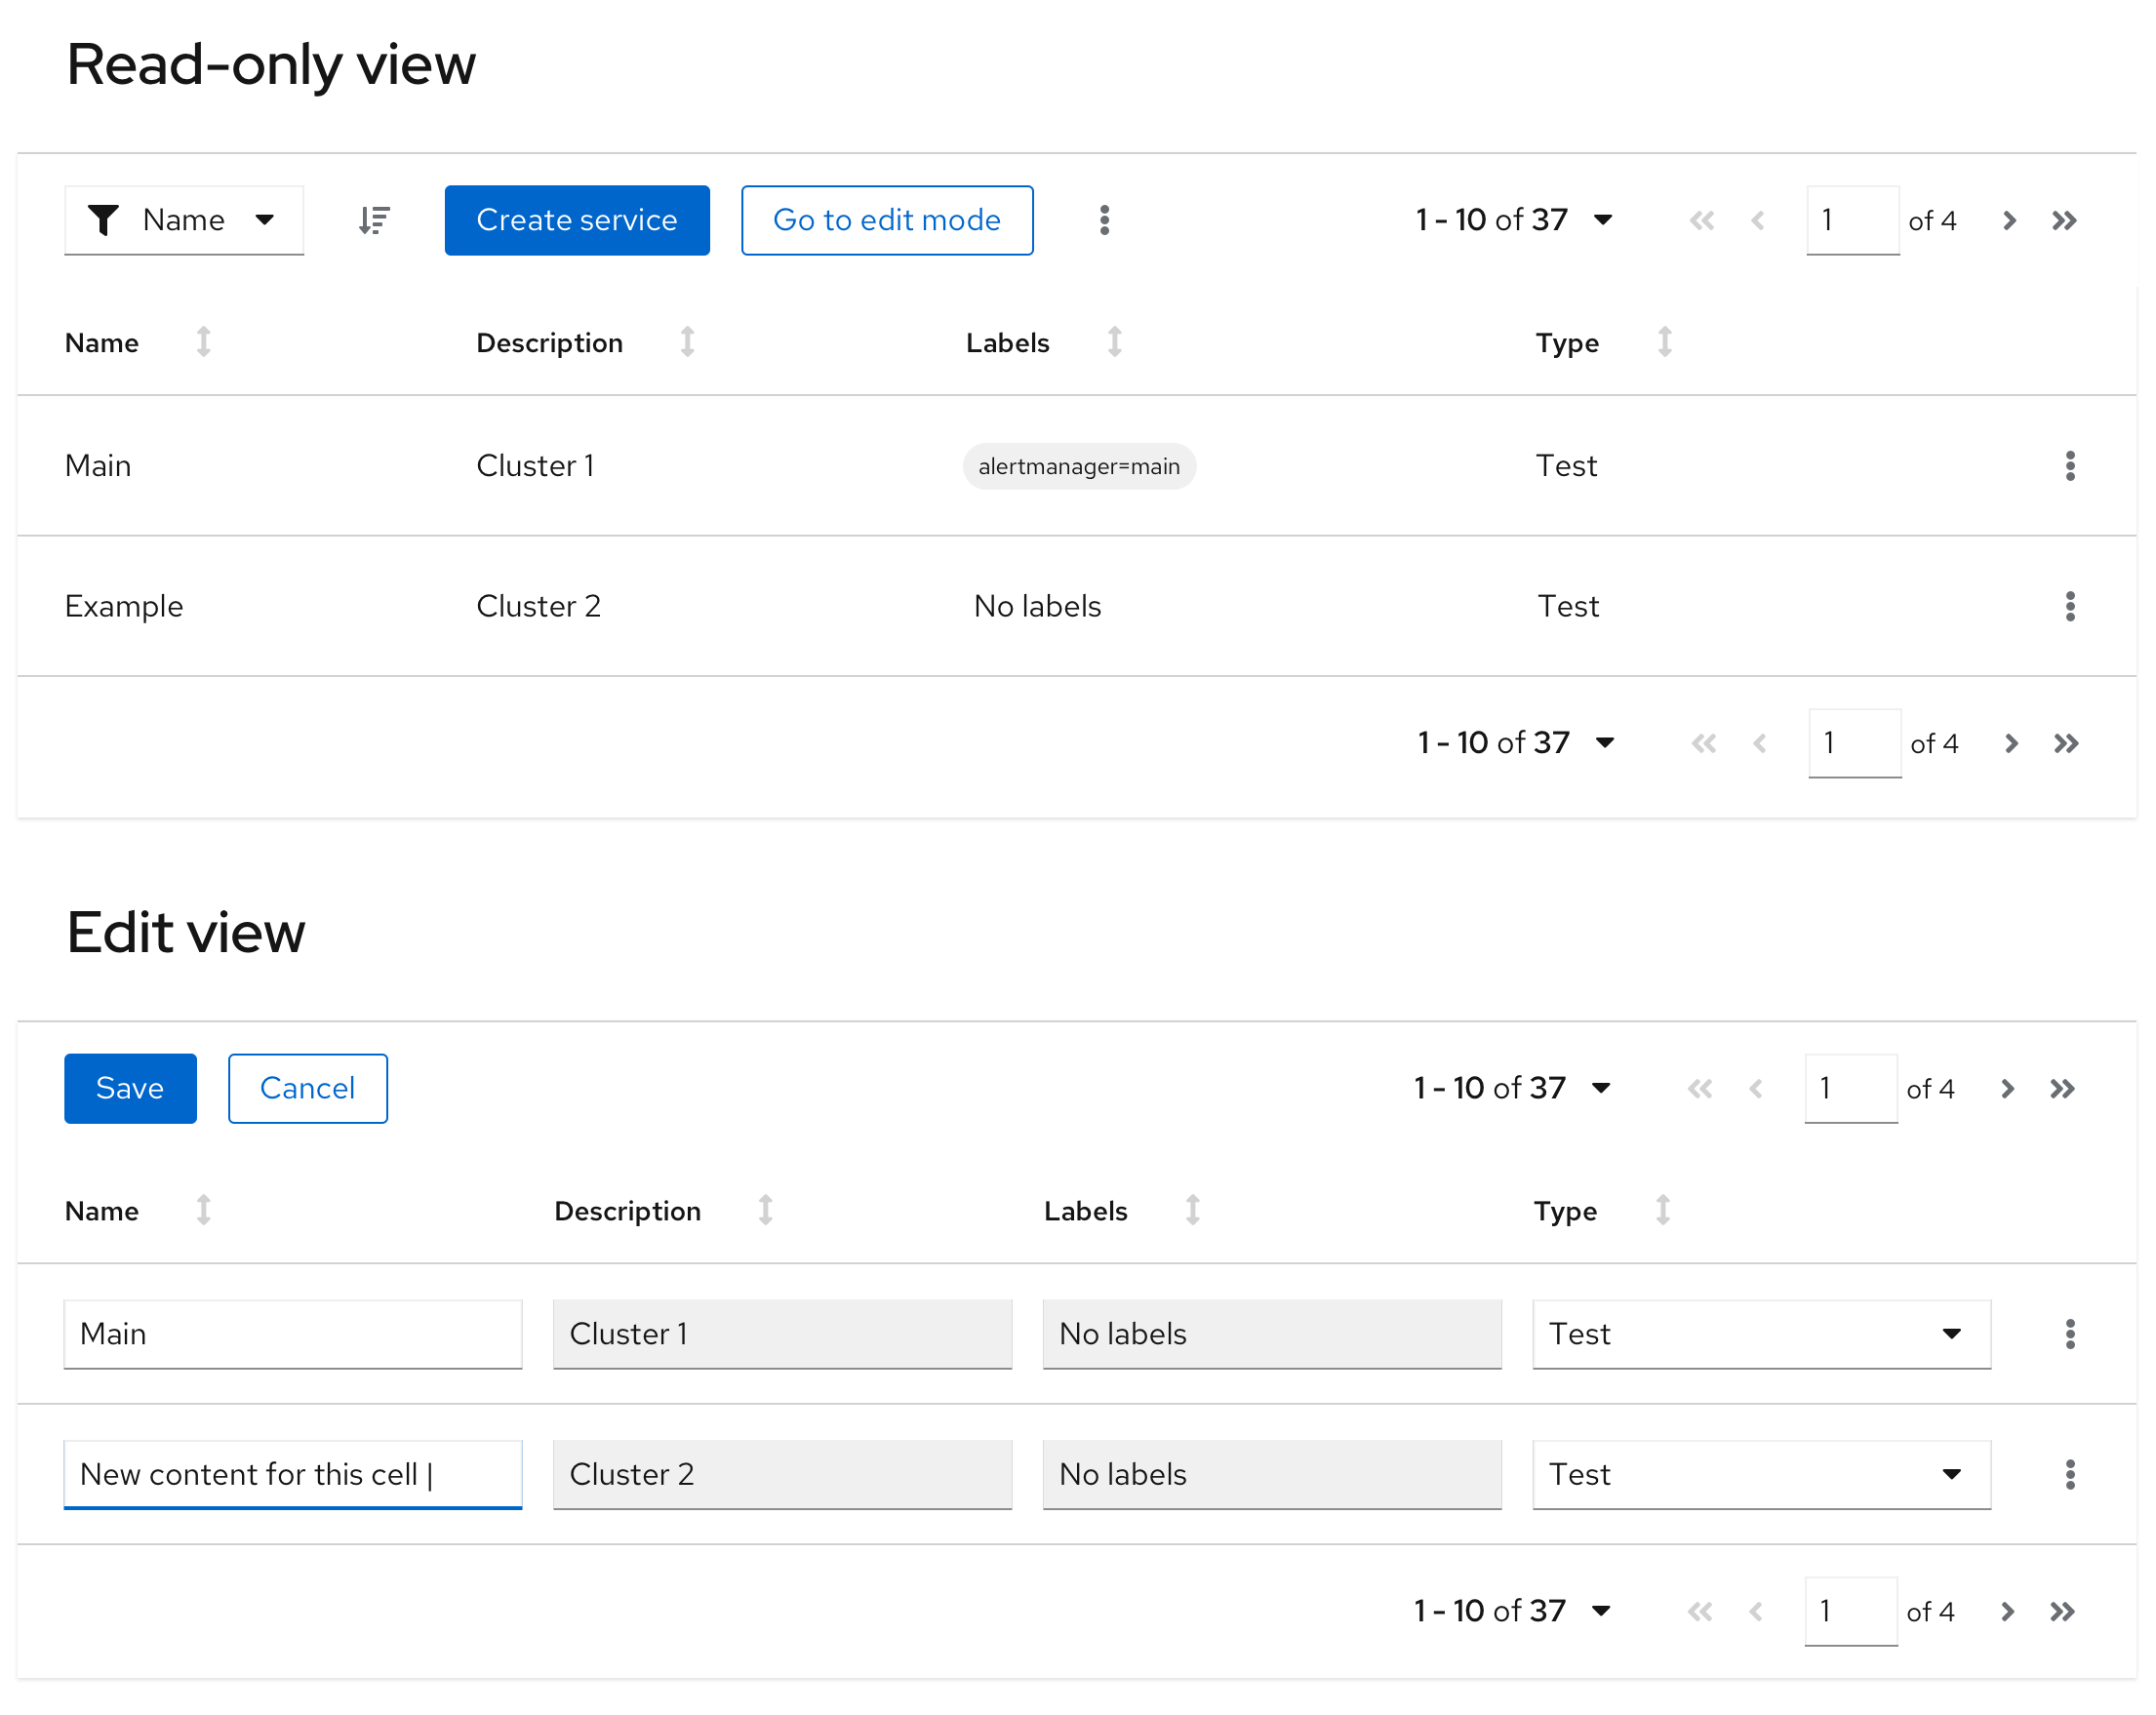 Read-only view
Name Create service Go to edit mode 1 - 10 of 37 1 of 4
Name Description Labels Type
Main Cluster 1 alertmanager=main Test
Example Cluster 2 No labels Test
1 - 10 of 37 1 of 4
Edit view
Save Cancel 1 - 10 of 37 1 of 4
Name Description Labels Type
Main Cluster 1 No labels Test
New content for this cell | Cluster 2 No labels Test
1 - 10 of 37 1 of 4